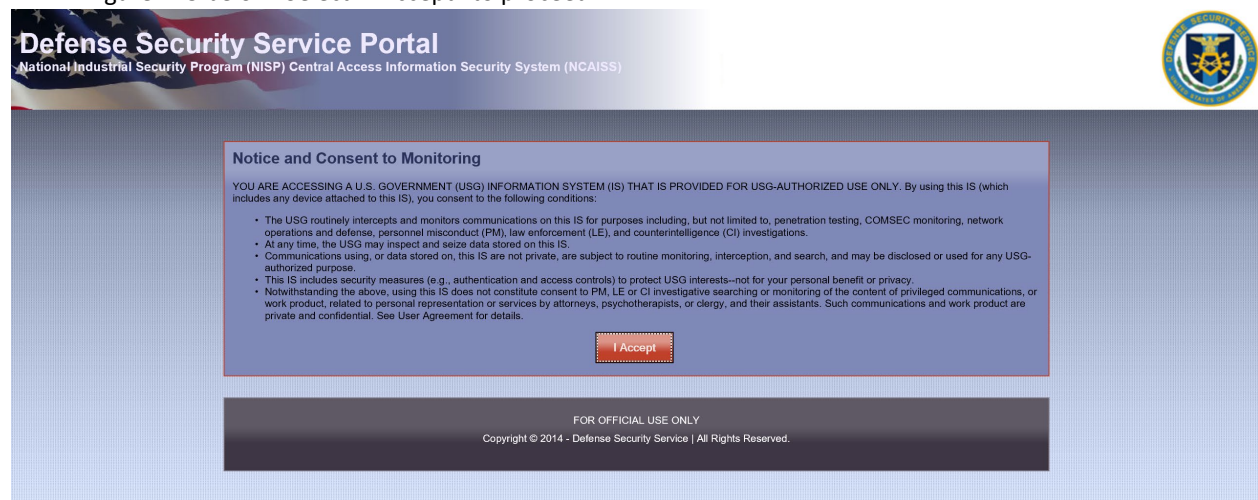 Defense Security Service Portal
National Industrial Security Program (NISP) Central Access Information Security System (NCAISS)
DEFENSE SECURITY SERVICE
UNITED STATES OF AMERICA
Notice and Consent to Monitoring
YOU ARE ACCESSING A U.S. GOVERNMENT (USG) INFORMATION SYSTEM (IS) THAT IS PROVIDED FOR USG-AUTHORIZED USE ONLY. By using this IS (which
includes any device attached to this IS), you consent to the following conditions:
• The USG routinely intercepts and monitors communications on this IS for purposes including, but not limited to, penetration testing, COMSEC monitoring, network
operations and defense, personnel misconduct (PM), law enforcement (LE), and counterintelligence (CI) investigations.
• At any time, the USG may inspect and seize data stored on this IS.
• Communications using, or data stored on, this IS are not private, are subject to routine monitoring, interception, and search, and may be disclosed or used for any USG-
authorized purpose.
• This IS includes security measures (e.g., authentication and access controls) to protect USG interests--not for your personal benefit or privacy.
• Notwithstanding the above, using this IS does not constitute consent to PM, LE or CI investigative searching or monitoring of the content of privileged communications, or
work product, related to personal representation or services by attorneys, psychotherapists, or clergy, and their assistants. Such communications and work product are
private and confidential. See User Agreement for details.
I Accept
FOR OFFICIAL USE ONLY
Copyright © 2014 - Defense Security Service | All Rights Reserved.